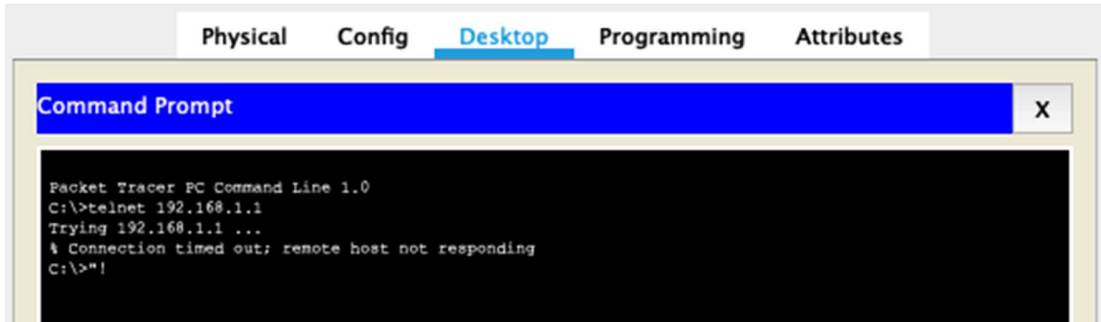 Physical Config Desktop Programming Attributes
Command Prompt X
Packet Tracer PC Command Line 1.0
C:\>telnet 192.168.1.1
Trying 192.168.1.1 ...
% Connection timed out; remote host not responding
C:\>"!